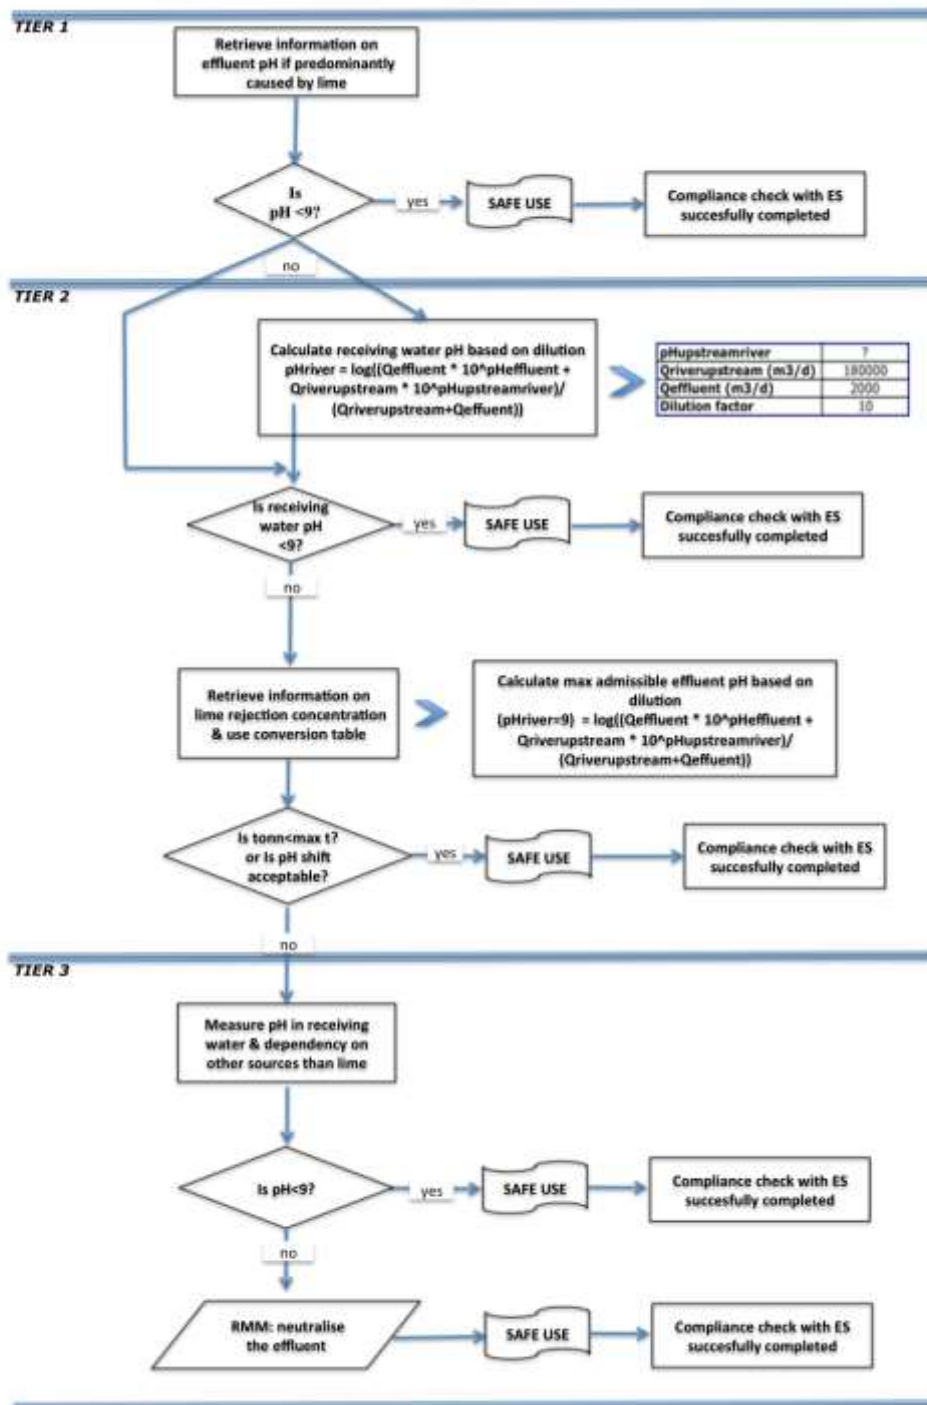 TIER 1
Retrieve information on
effluent pH if predominantly
caused by lime
Is
pH <9?
yes
SAFE USE
Compliance check with ES
succesfully completed
no
TIER 2
Calculate receiving water pH based on dilution
pHriver = log((Qeffluent * 10^pHeffluent +
Qriverupstream * 10^pHupstreamriver)/
(Qriverupstream+Qeffuent))
pHupstreamriver ?
Qriverupstream (m3/d) 180000
Qeffluent (m3/d) 2000
Dilution factor 10
Is receiving
water pH
<9?
yes
SAFE USE
Compliance check with ES
succesfully completed
no
Retrieve information on
lime rejection concentration
& use conversion table
Calculate max admissible effluent pH based on
dilution
(pHriver=9) = log((Qeffluent * 10^pHeffluent +
Qriverupstream * 10^pHupstreamriver)/
(Qriverupstream+Qeffuent))
Is tonn<max t?
or Is pH shift
acceptable?
yes
SAFE USE
Compliance check with ES
succesfully completed
no
TIER 3
Measure pH in receiving
water & dependency on
other sources than lime
Is pH<9?
yes
SAFE USE
Compliance check with ES
succesfully completed
no
RMM: neutralise
the effluent
SAFE USE
Compliance check with ES
succesfully completed